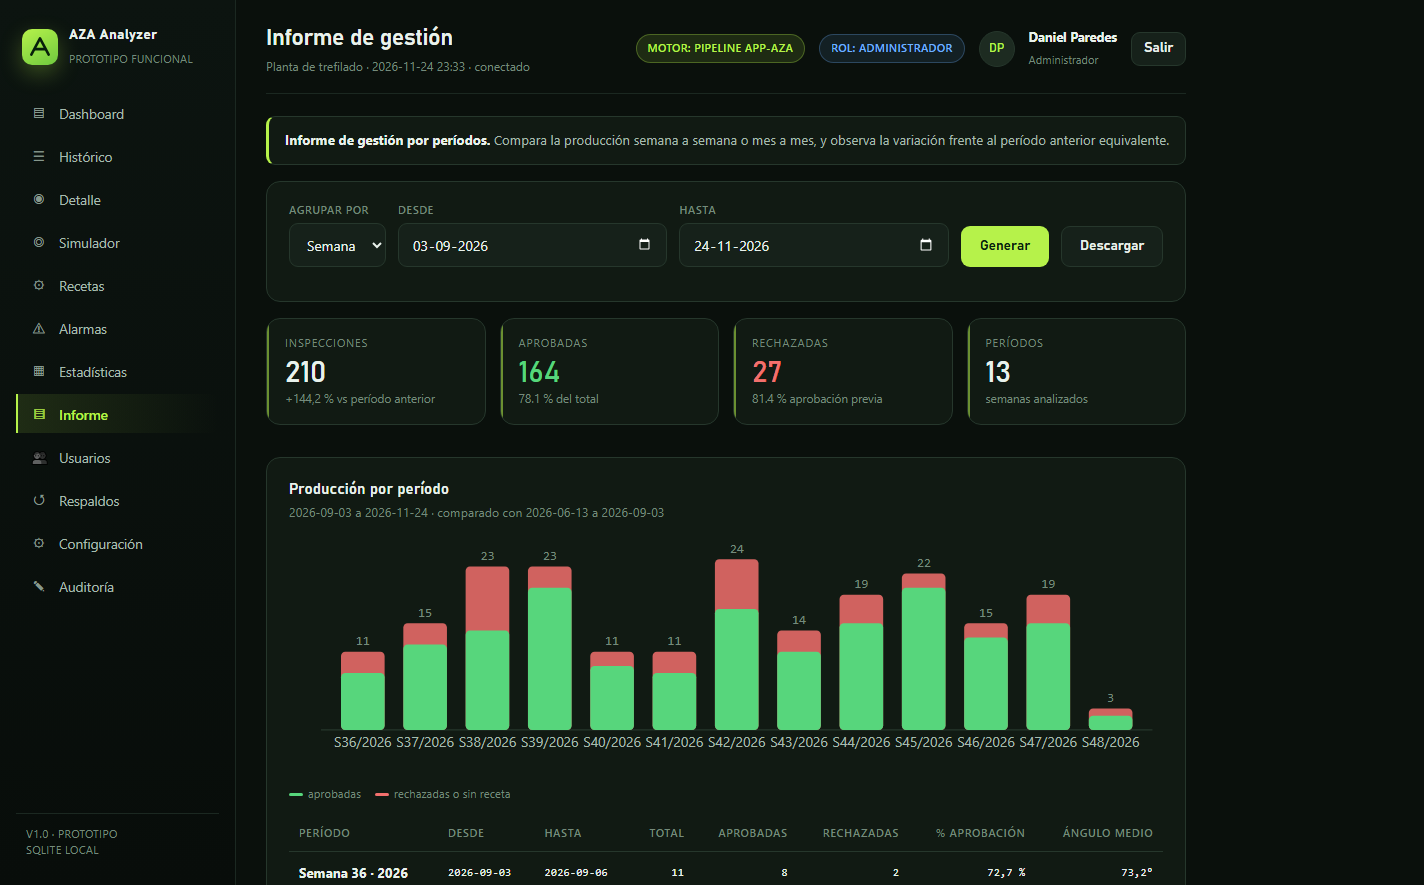 AZA Analyzer
PROTOTIPO FUNCIONAL
Dashboard
Histórico
Detalle
Simulador
Recetas
Alarmas
Estadísticas
Informe
Usuarios
Respaldos
Configuración
Auditoría
V1.0 · PROTOTIPO
SQLITE LOCAL
Informe de gestión
Planta de trefilado · 2026-11-24 23:33 · conectado
MOTOR: PIPELINE APP-AZA
ROL: ADMINISTRADOR
DP
Daniel Paredes
Administrador
Salir
Informe de gestión por períodos. Compara la producción semana a semana o mes a mes, y observa la variación frente al período anterior equivalente.
AGRUPAR POR DESDE HASTA
Semana 03-09-2026 24-11-2026 Generar Descargar
INSPECCIONES
210
+144,2 % vs período anterior
APROBADAS
164
78.1 % del total
RECHAZADAS
27
81.4 % aprobación previa
PERÍODOS
13
semanas analizados
Producción por período
2026-09-03 a 2026-11-24 · comparado con 2026-06-13 a 2026-09-03
11 15 23 23 11 11 24 14 19 22 15 19 3
S36/2026 S37/2026 S38/2026 S39/2026 S40/2026 S41/2026 S42/2026 S43/2026 S44/2026 S45/2026 S46/2026 S47/2026 S48/2026
aprobadas rechazadas o sin receta
PERÍODO DESDE HASTA TOTAL APROBADAS RECHAZADAS % APROBACIÓN ÁNGULO MEDIO
Semana 36 · 2026 2026-09-03 2026-09-06 11 8 2 72,7 % 73,2°